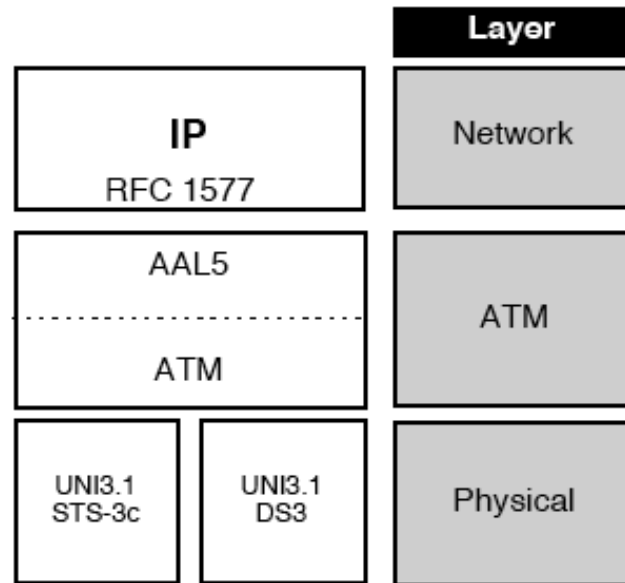 Layer
IP
RFC 1577
Network
AAL5
ATM
ATM
UNI3.1
STS-3c
UNI3.1
DS3
Physical